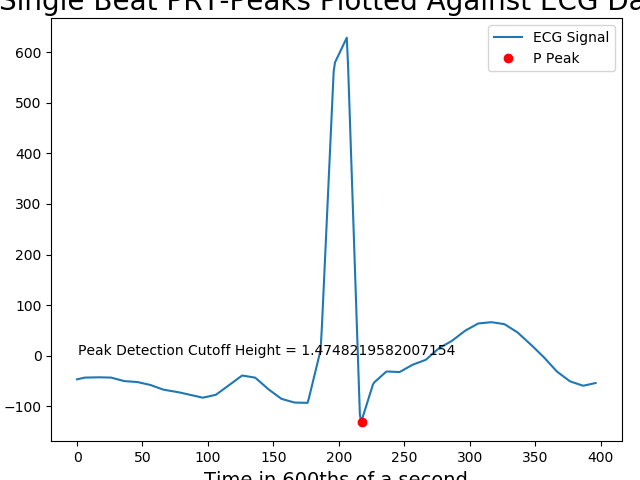 Single Beat PRT-Peaks Plotted Against ECG Da
ECG Signal
P Peak
600
500
400
300
200
100
0
−100
Peak Detection Cutoff Height = 1.4748219582007154
0 50 100 150 200 250 300 350 400
Time in 600ths of a second